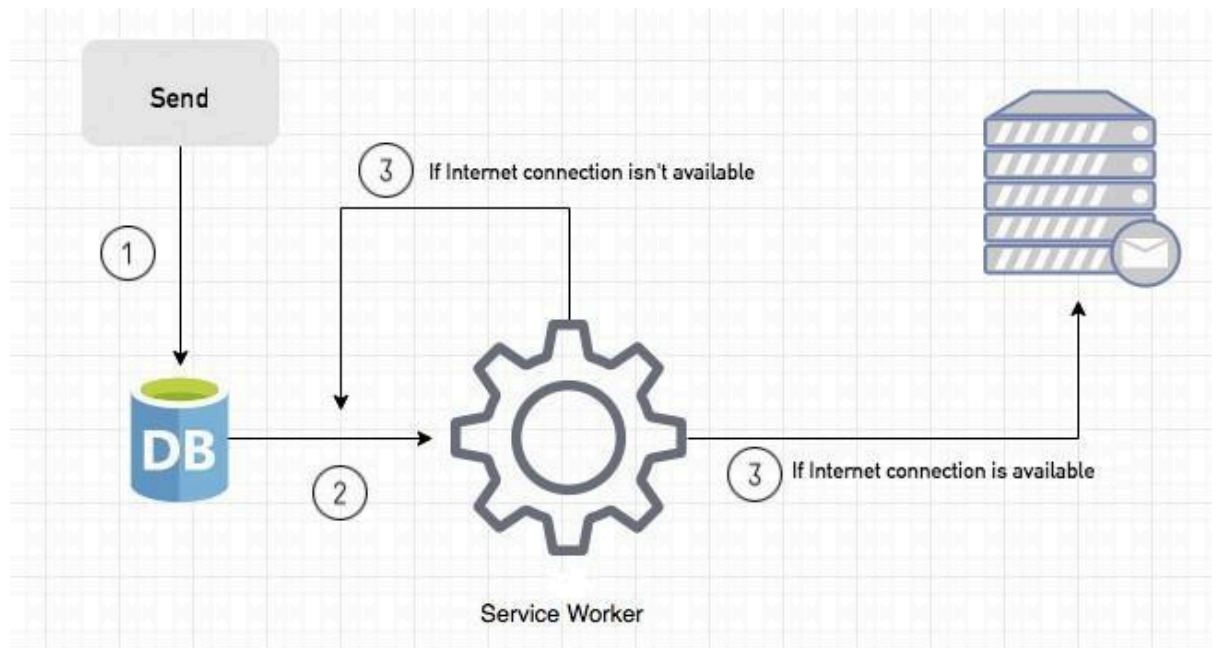 Send
3
If Internet connection isn't available
1
DB
2
3
If Internet connection is available
Service Worker